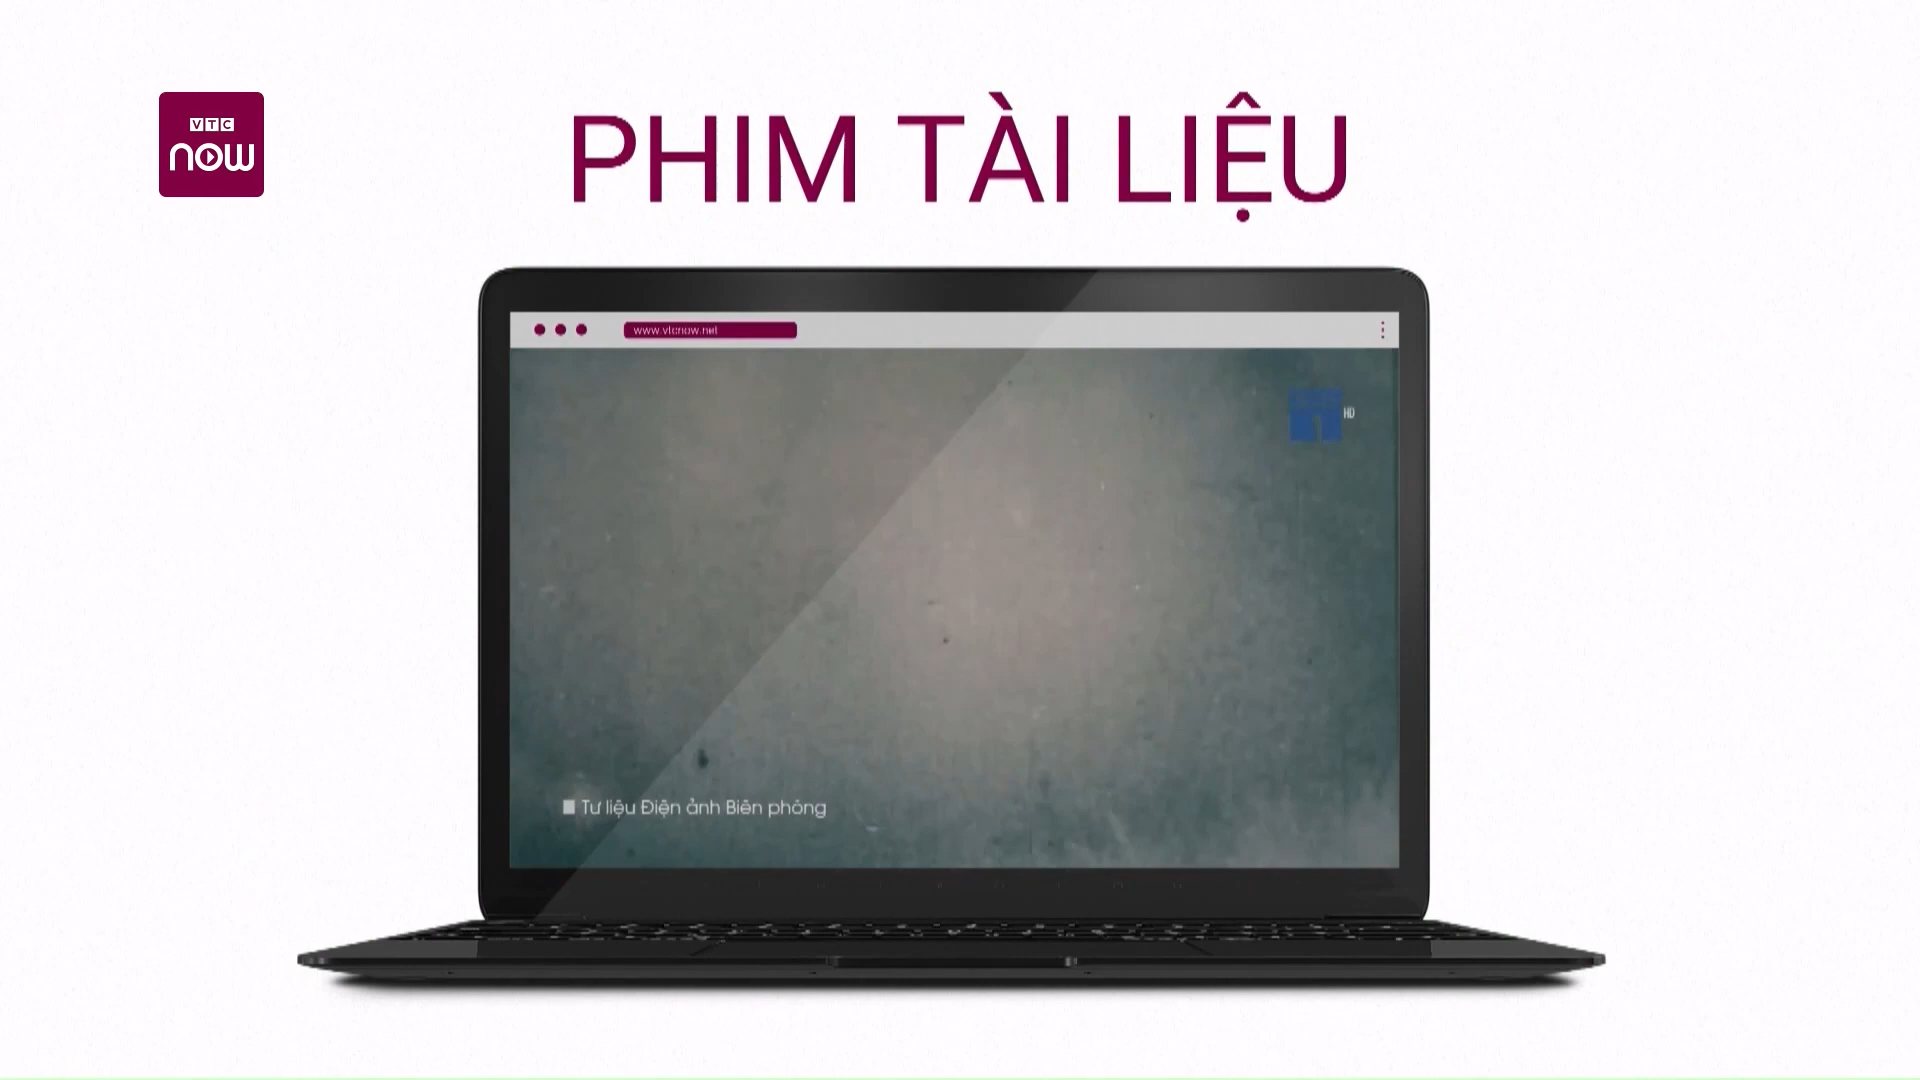 VTC
now
PHIM TÀI LIỆU
www.vtcnow.net
HD
Tư liệu Điện ảnh Biên phòng